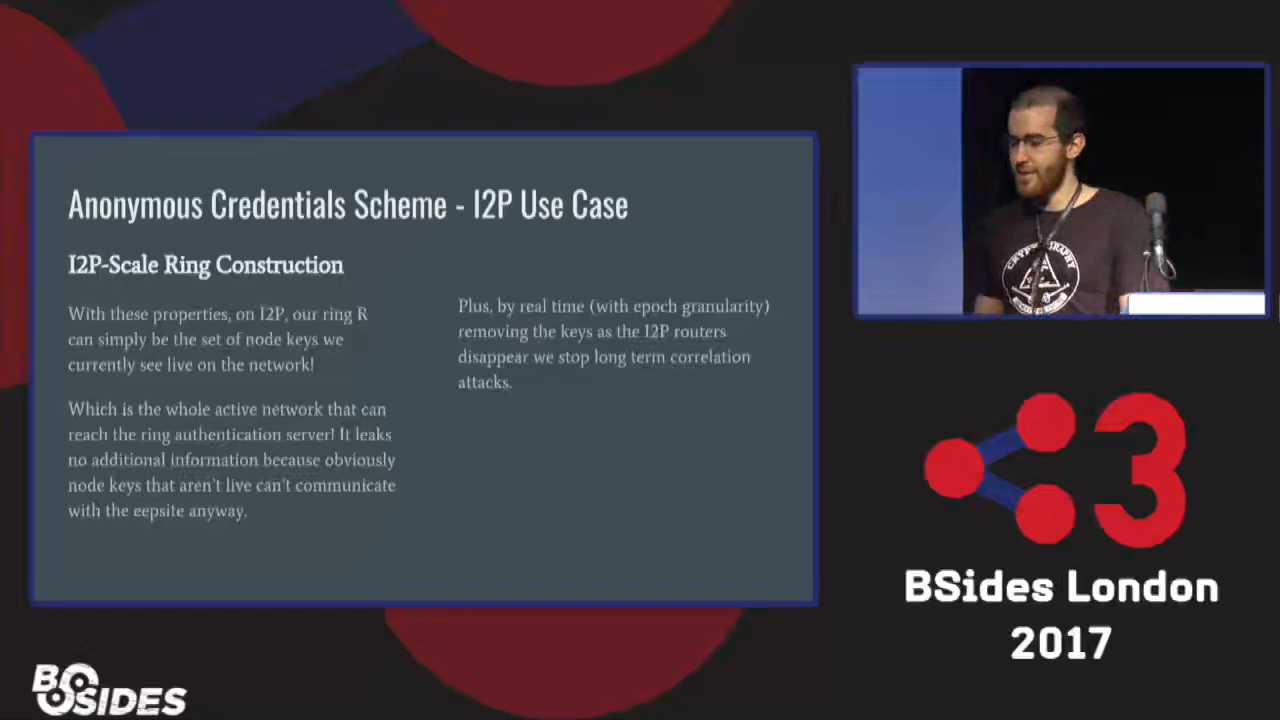 Anonymous Credentials Scheme - I2P Use Case
I2P-Scale Ring Construction
With these properties, on I2P, our ring R
can simply be the set of node keys we
currently see live on the network!
Which is the whole active network that can
reach the ring authentication server! It leaks
no additional information because obviously
node keys that aren't live can't communicate
with the eepsite anyway.
Plus, by real time (with epoch granularity)
removing the keys as the I2P routers
disappear we stop long term correlation
attacks.
CRYPTOGRAPHY
3
BSides London
2017
BSIDES